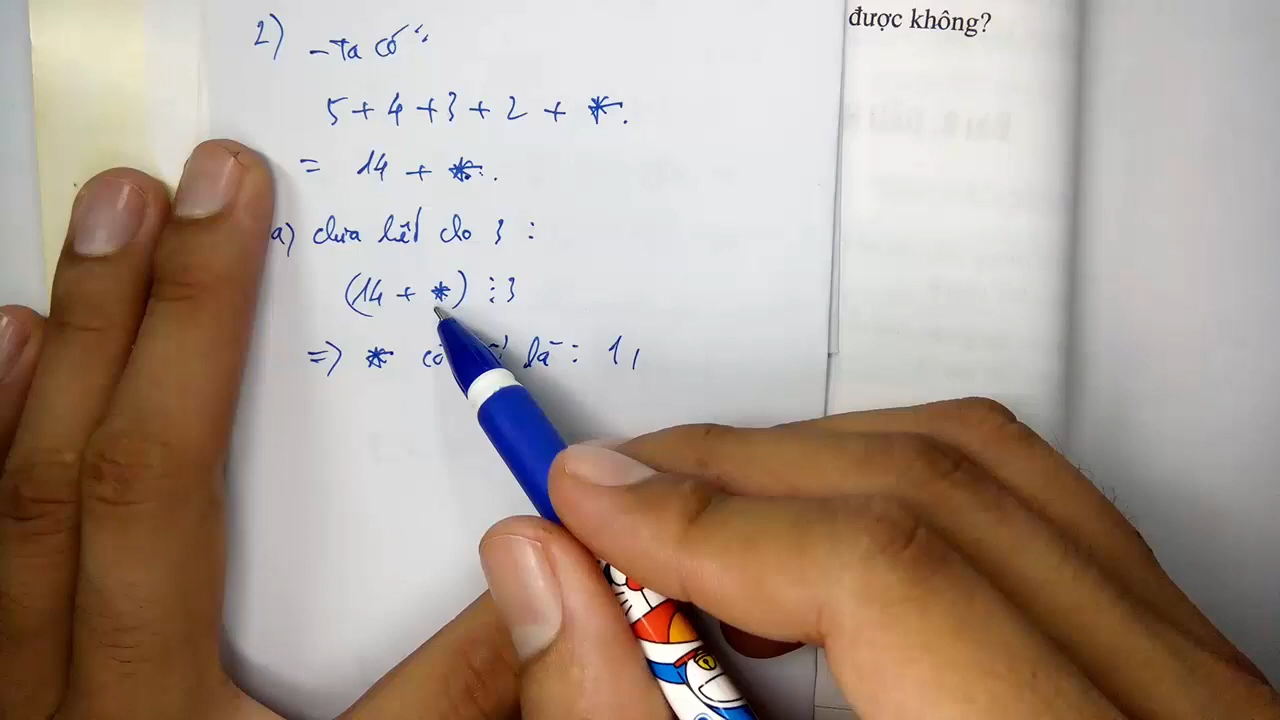 được không?
2) - Ta có:
5 + 4 + 3 + 2 + *.
= 14 + *.
a) chia hết cho 3 :
(14 + *) ⋮ 3
=> * có là : 1,